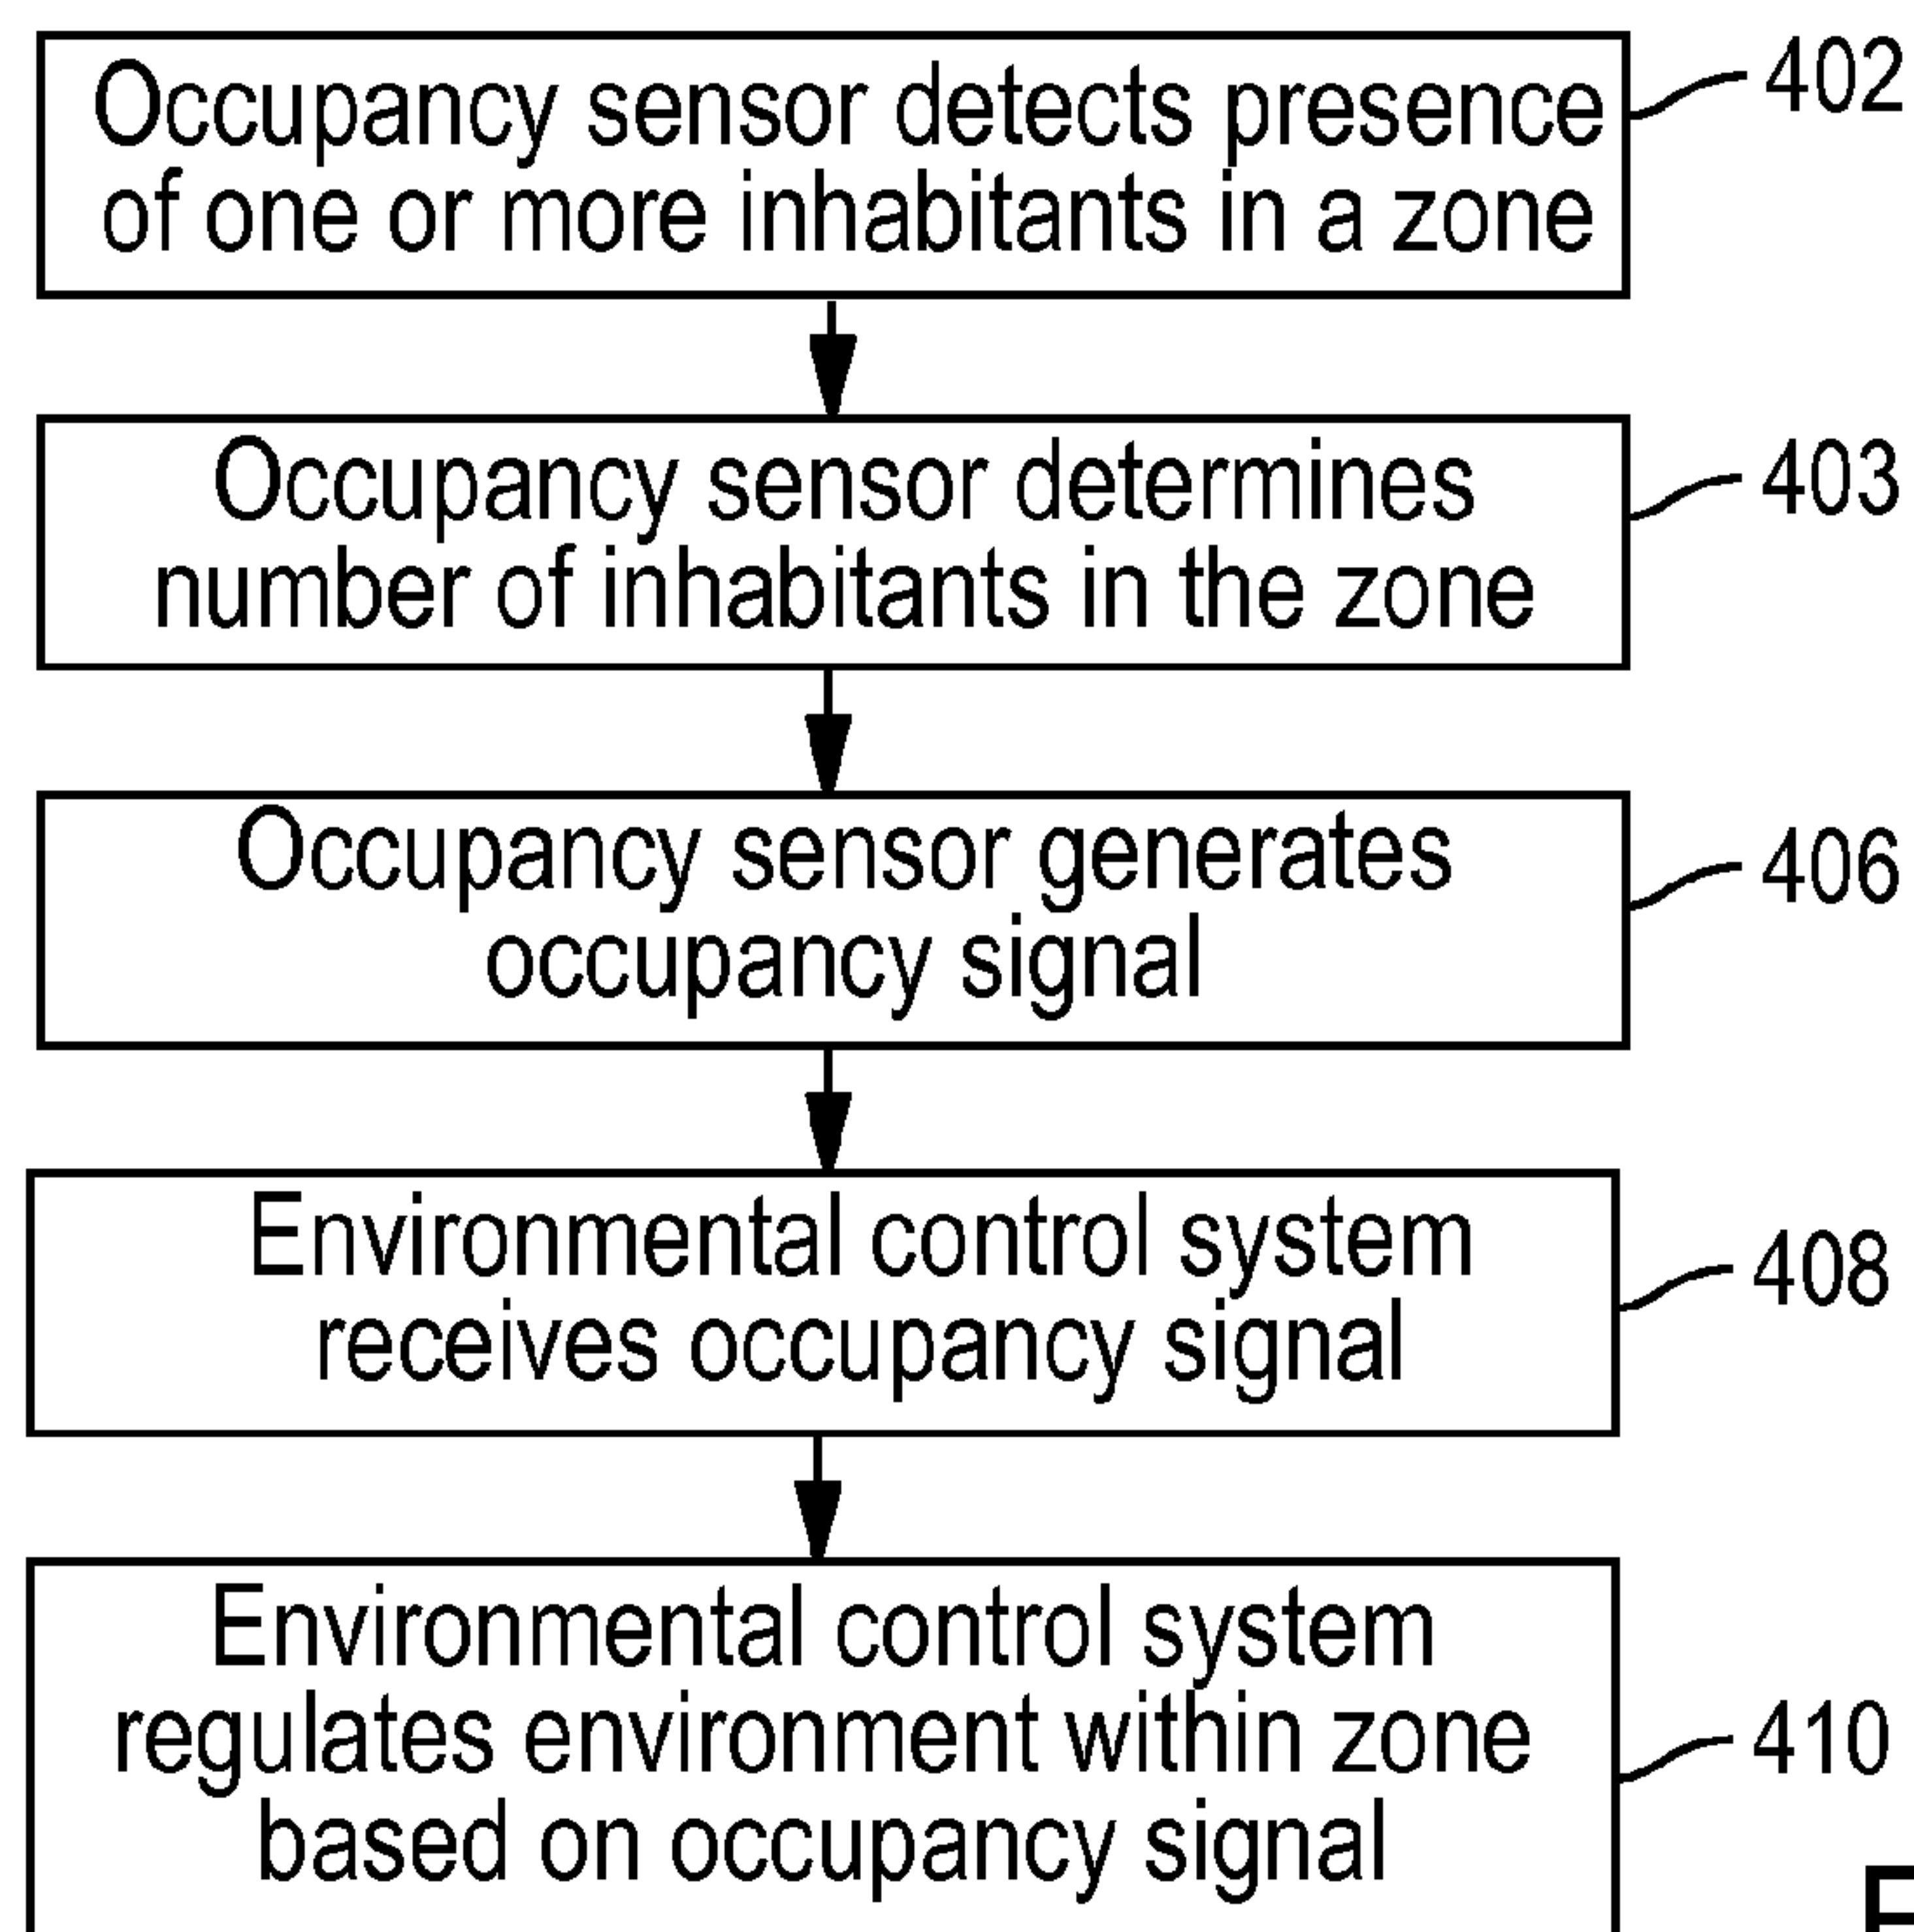 Occupancy sensor detects presence
of one or more inhabitants in a zone
402
Occupancy sensor determines
number of inhabitants in the zone
403
Occupancy sensor generates
occupancy signal
406
Environmental control system
receives occupancy signal
408
Environmental control system
regulates environment within zone
based on occupancy signal
410